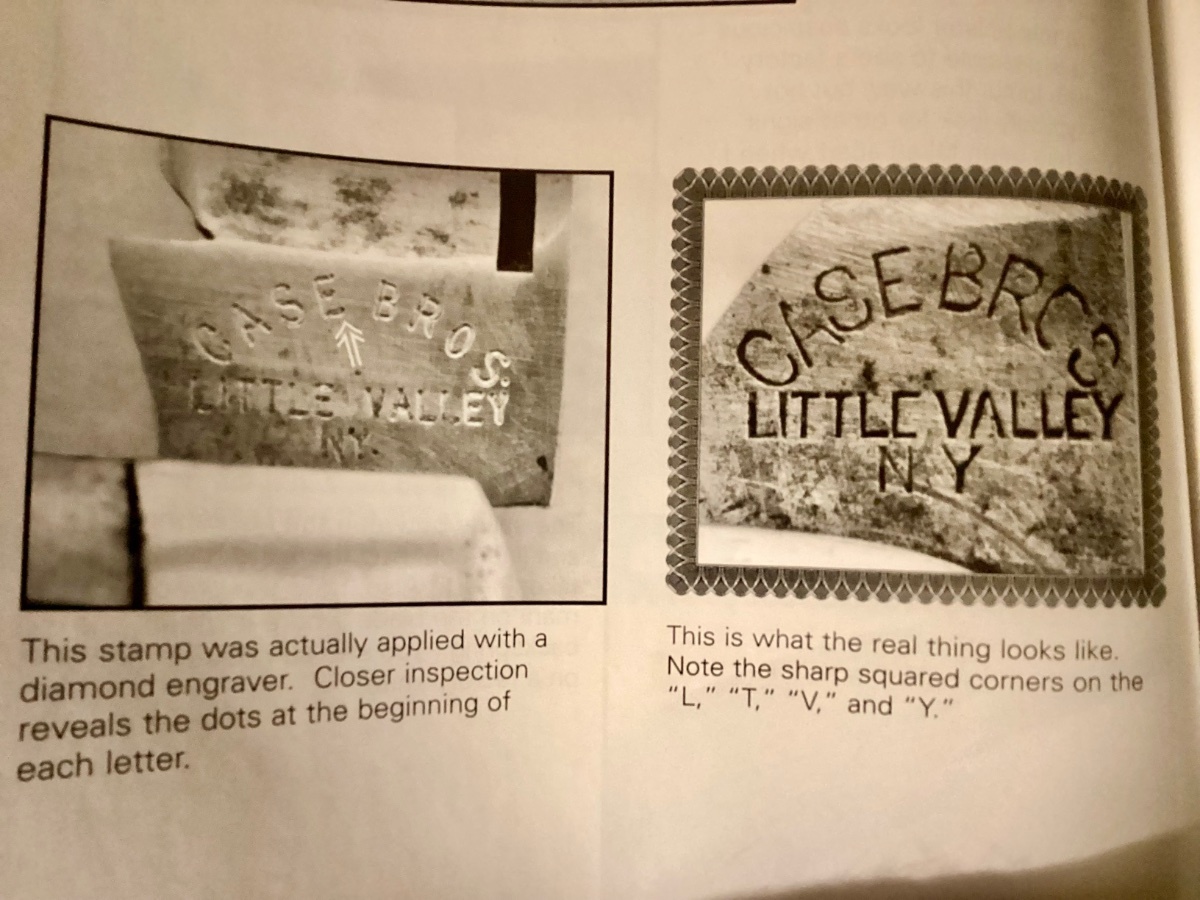 CASE BROS.
LITTLE VALLEY
NY
This stamp was actually applied with a
diamond engraver. Closer inspection
reveals the dots at the beginning of
each letter.
CASE BROS
LITTLE VALLEY
N Y
This is what the real thing looks like.
Note the sharp squared corners on the
“L,” “T,” “V,” and “Y.”